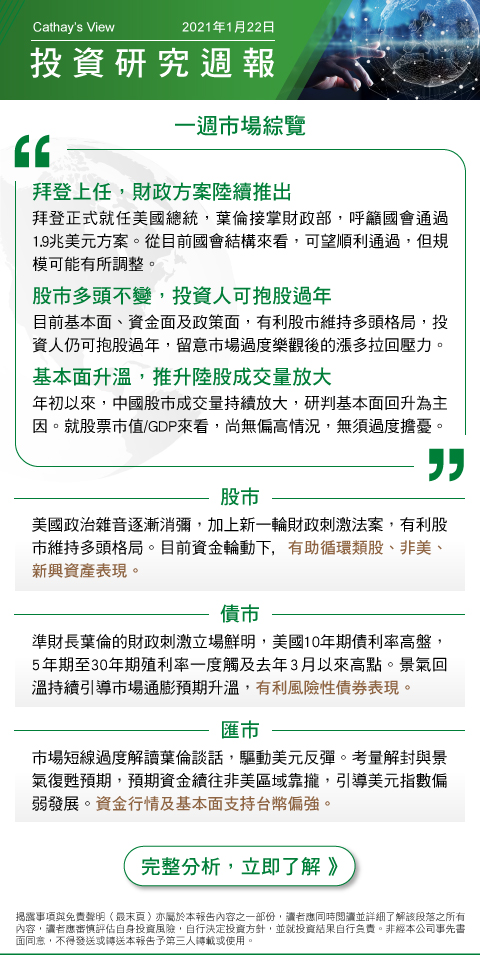 Cathay's View 2021年1月22日
投資研究週報
一週市場綜覽
拜登上任，財政方案陸續推出
拜登正式就任美國總統，葉倫接掌財政部，呼籲國會通過
1.9兆美元方案。從目前國會結構來看，可望順利通過，但規
模可能有所調整。
股市多頭不變，投資人可抱股過年
目前基本面、資金面及政策面，有利股市維持多頭格局，投
資人仍可抱股過年，留意市場過度樂觀後的漲多拉回壓力。
基本面升溫，推升陸股成交量放大
年初以來，中國股市成交量持續放大，研判基本面回升為主
因。就股票市值/GDP來看，尚無偏高情況，無須過度擔憂。
股市
美國政治雜音逐漸消彌，加上新一輪財政刺激法案，有利股
市維持多頭格局。目前資金輪動下，有助循環類股、非美、
新興資產表現。
債市
準財長葉倫的財政刺激立場鮮明，美國10年期債利率高盤，
5年期至30年期殖利率一度觸及去年3月以來高點。景氣回
溫持續引導市場通膨預期升溫，有利風險性債券表現。
匯市
市場短線過度解讀葉倫談話，驅動美元反彈。考量解封與景
氣復甦預期，預期資金續往非美區域靠攏，引導美元指數偏
弱發展。資金行情及基本面支持台幣偏強。
完整分析，立即了解》
揭露事項與免責聲明（最末頁）亦屬於本報告內容之一部份，讀者應同時閱讀並詳細了解該段落之所有
內容，讀者應審慎評估自身投資風險，自行決定投資方針，並就投資結果自行負責。非經本公司事先書
面同意，不得發送或轉送本報告予第三人轉載或使用。